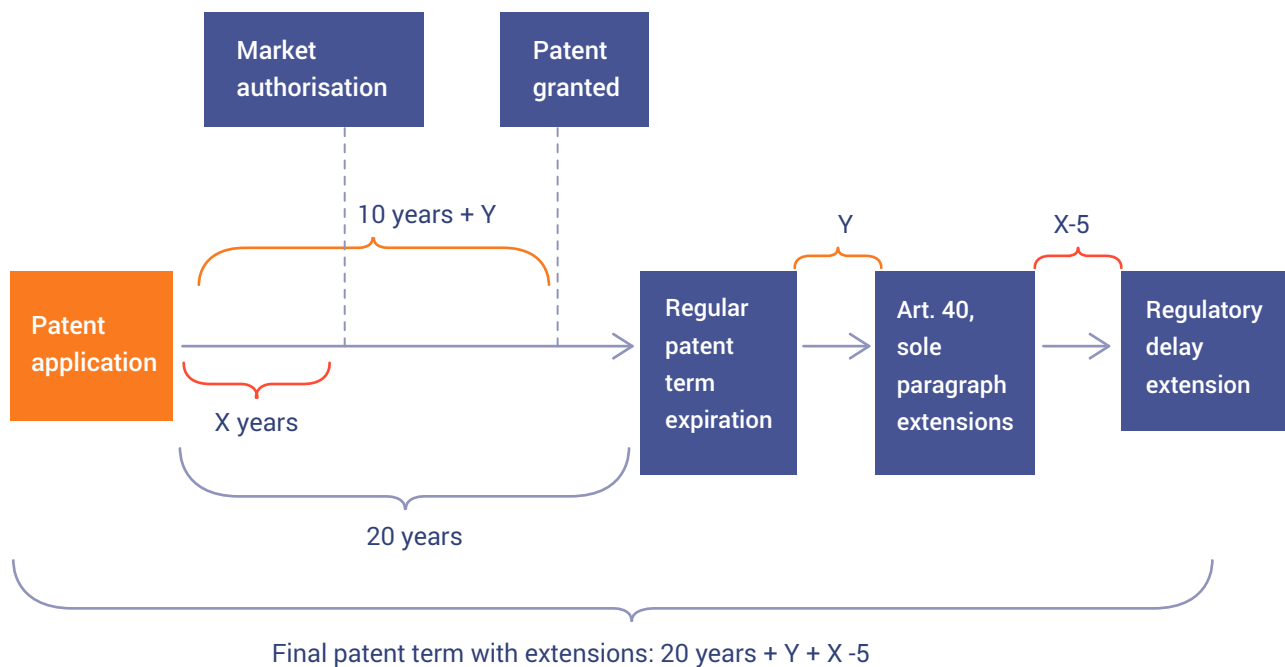 Market
authorisation
Patent
granted
10 years + Y
Y
X-5
Patent
application
Regular
patent
term
expiration
Art. 40,
sole
paragraph
extensions
Regulatory
delay
extension
X years
20 years
Final patent term with extensions: 20 years + Y + X -5